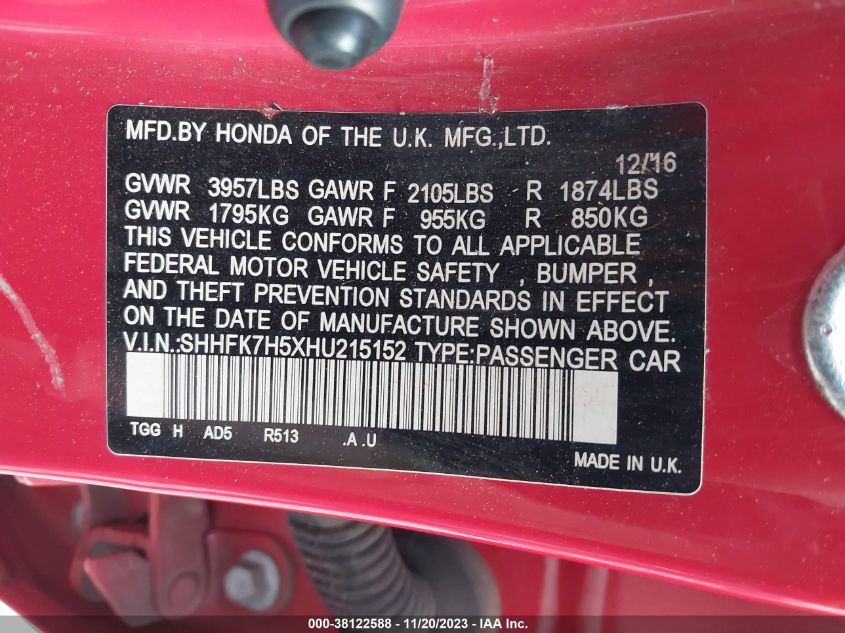 MFD.BY HONDA OF THE U.K. MFG.,LTD.
12/16
GVWR 3957LBS GAWR F 2105LBS R 1874LBS
GVWR 1795KG GAWR F 955KG R 850KG
THIS VEHICLE CONFORMS TO ALL APPLICABLE
FEDERAL MOTOR VEHICLE SAFETY , BUMPER ,
AND THEFT PREVENTION STANDARDS IN EFFECT
ON THE DATE OF MANUFACTURE SHOWN ABOVE.
V.I.N.:SHHFK7H5XHU215152 TYPE:PASSENGER CAR
TGG H AD5 R513 .A .U
MADE IN U.K.
000-38122588 - 11/20/2023 - IAA Inc.